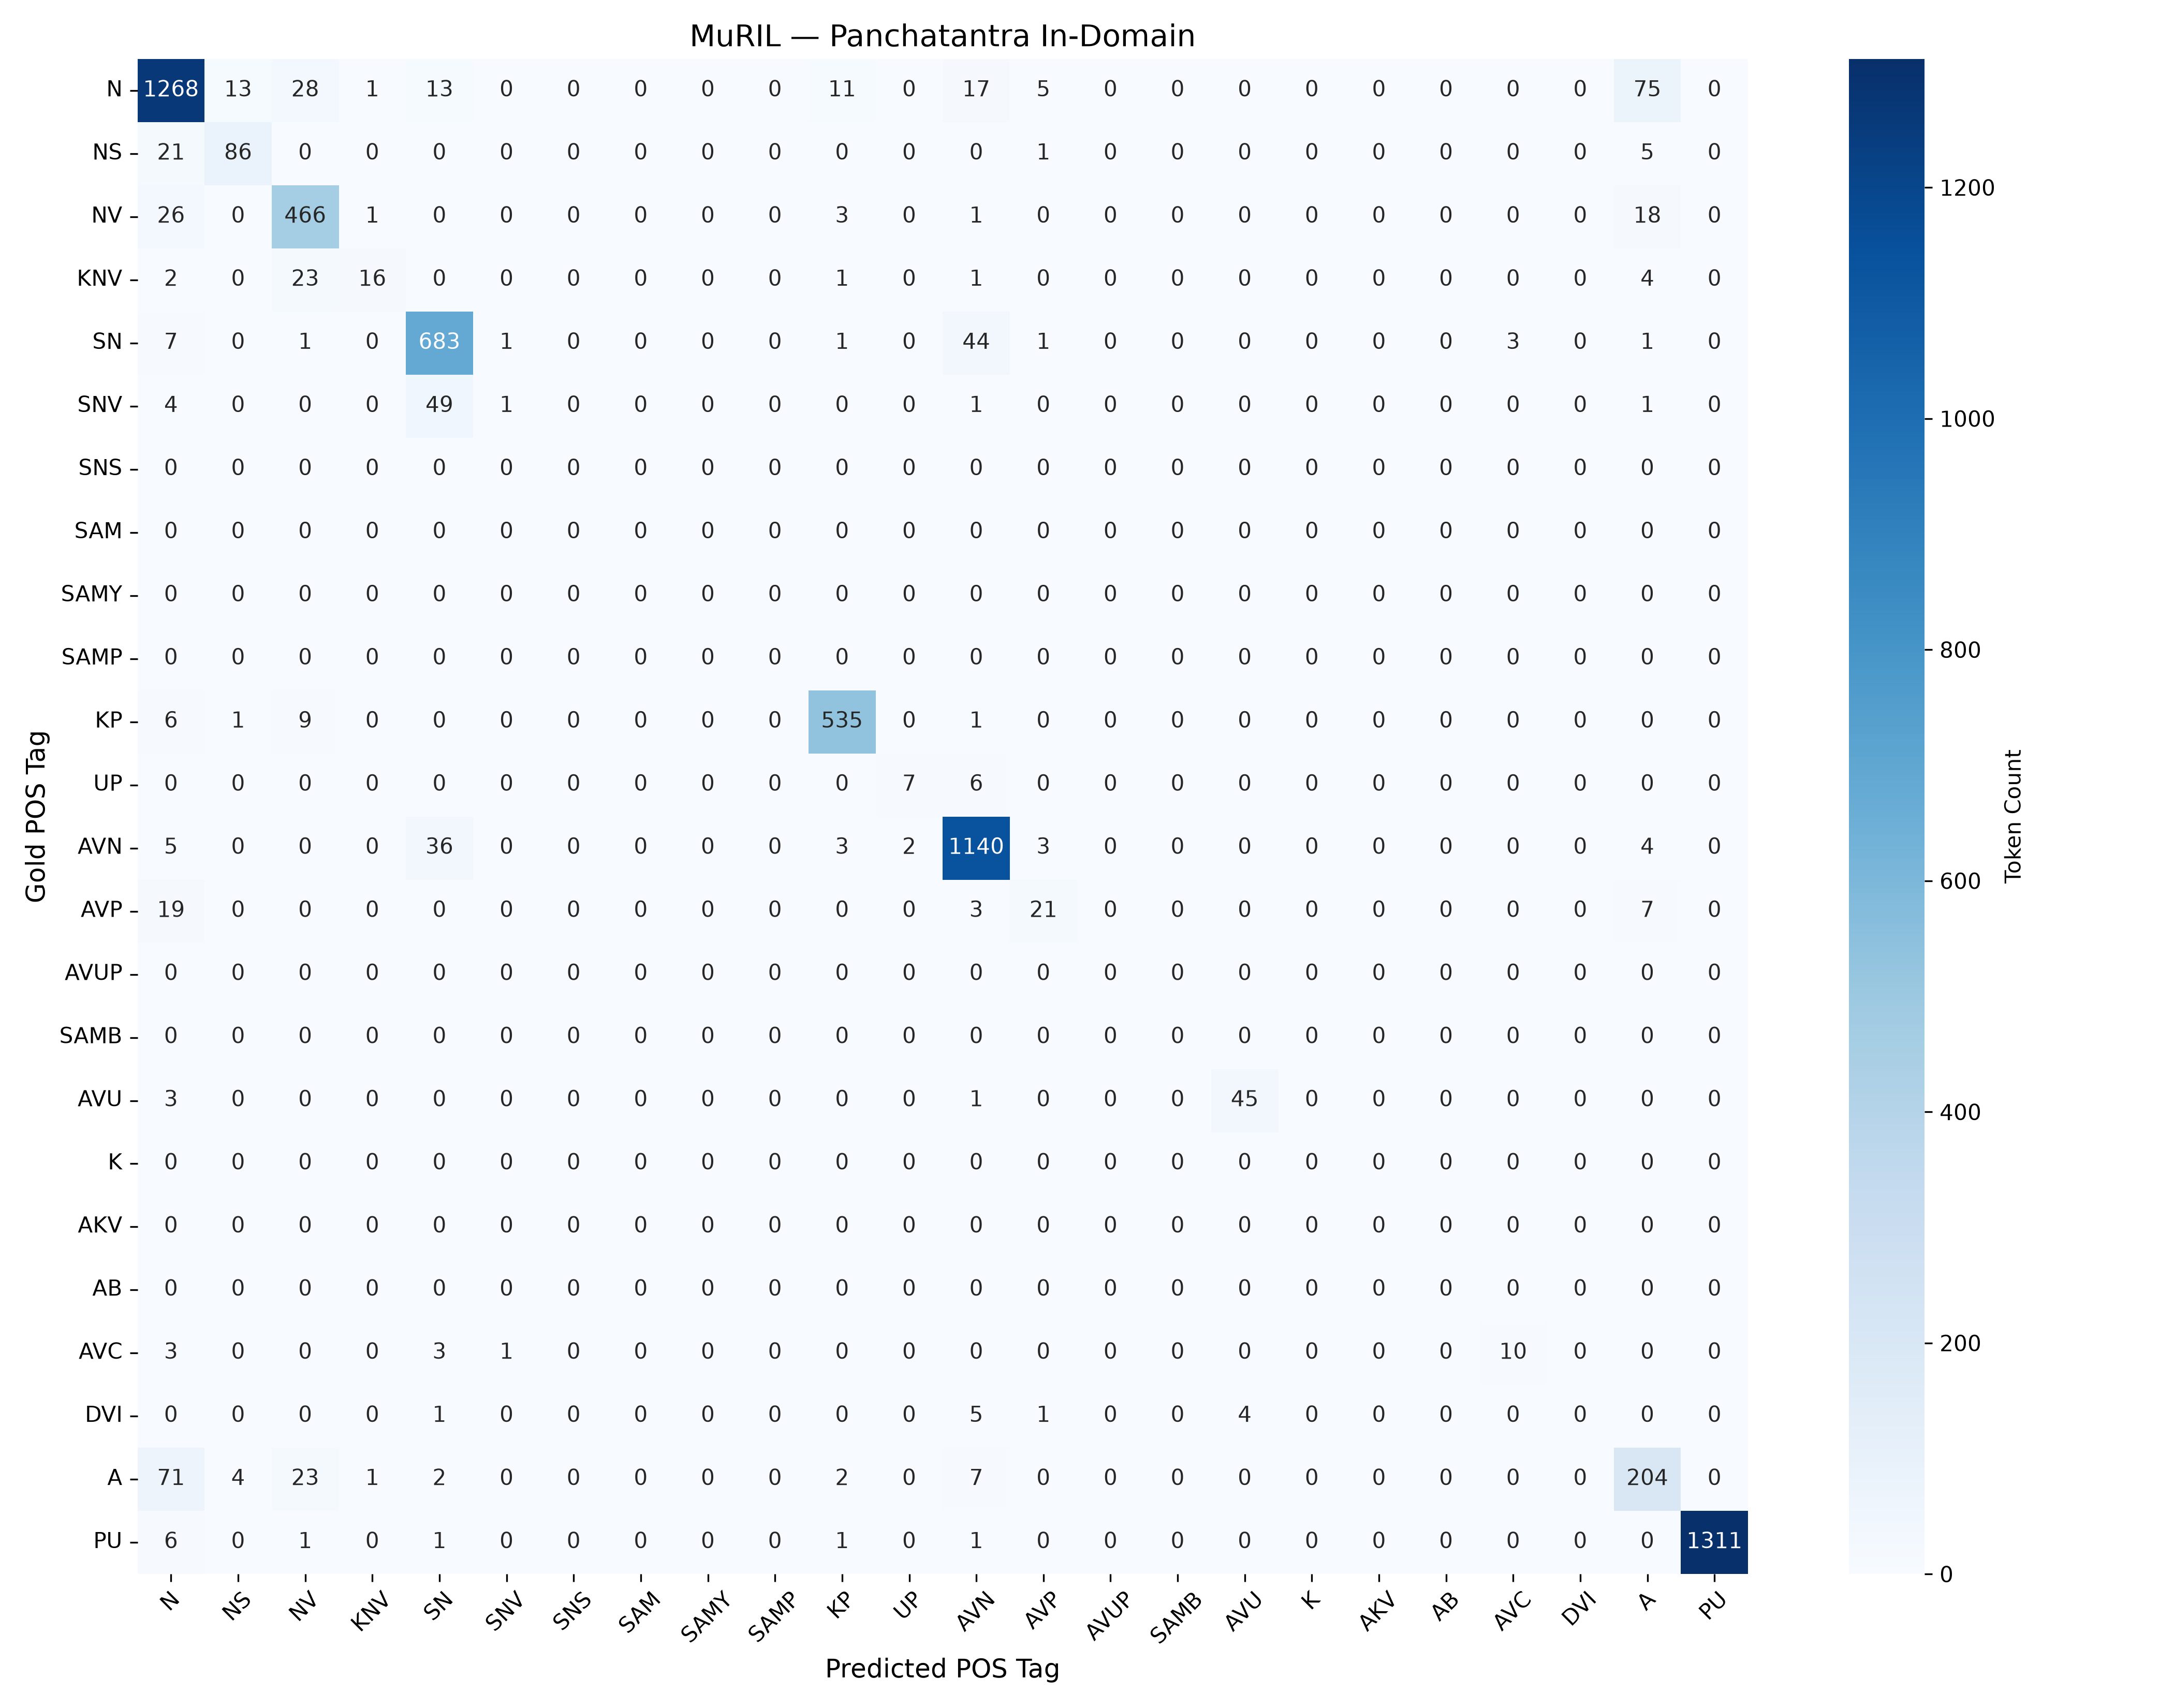 MuRIL — Panchatantra In-Domain
N 1268 13 28 1 13 0 0 0 0 0 11 0 17 5 0 0 0 0 0 0 0 0 75 0
NS 21 86 0 0 0 0 0 0 0 0 0 0 0 1 0 0 0 0 0 0 0 0 5 0
NV 26 0 466 1 0 0 0 0 0 0 3 0 1 0 0 0 0 0 0 0 0 0 18 0
KNV 2 0 23 16 0 0 0 0 0 0 1 0 1 0 0 0 0 0 0 0 0 0 4 0
SN 7 0 1 0 683 1 0 0 0 0 1 0 44 1 0 0 0 0 0 0 3 0 1 0
SNV 4 0 0 0 49 1 0 0 0 0 0 0 1 0 0 0 0 0 0 0 0 0 1 0
SNS 0 0 0 0 0 0 0 0 0 0 0 0 0 0 0 0 0 0 0 0 0 0 0 0
SAM 0 0 0 0 0 0 0 0 0 0 0 0 0 0 0 0 0 0 0 0 0 0 0 0
SAMY 0 0 0 0 0 0 0 0 0 0 0 0 0 0 0 0 0 0 0 0 0 0 0 0
SAMP 0 0 0 0 0 0 0 0 0 0 0 0 0 0 0 0 0 0 0 0 0 0 0 0
KP 6 1 9 0 0 0 0 0 0 0 535 0 1 0 0 0 0 0 0 0 0 0 0 0
UP 0 0 0 0 0 0 0 0 0 0 0 7 6 0 0 0 0 0 0 0 0 0 0 0
AVN 5 0 0 0 36 0 0 0 0 0 3 2 1140 3 0 0 0 0 0 0 0 0 4 0
AVP 19 0 0 0 0 0 0 0 0 0 0 0 3 21 0 0 0 0 0 0 0 0 7 0
AVUP 0 0 0 0 0 0 0 0 0 0 0 0 0 0 0 0 0 0 0 0 0 0 0 0
SAMB 0 0 0 0 0 0 0 0 0 0 0 0 0 0 0 0 0 0 0 0 0 0 0 0
AVU 3 0 0 0 0 0 0 0 0 0 0 0 1 0 0 0 45 0 0 0 0 0 0 0
K 0 0 0 0 0 0 0 0 0 0 0 0 0 0 0 0 0 0 0 0 0 0 0 0
AKV 0 0 0 0 0 0 0 0 0 0 0 0 0 0 0 0 0 0 0 0 0 0 0 0
AB 0 0 0 0 0 0 0 0 0 0 0 0 0 0 0 0 0 0 0 0 0 0 0 0
AVC 3 0 0 0 3 1 0 0 0 0 0 0 0 0 0 0 0 0 0 0 10 0 0 0
DVI 0 0 0 0 1 0 0 0 0 0 0 0 5 1 0 0 4 0 0 0 0 0 0 0
A 71 4 23 1 2 0 0 0 0 0 2 0 7 0 0 0 0 0 0 0 0 0 204 0
PU 6 0 1 0 1 0 0 0 0 0 1 0 1 0 0 0 0 0 0 0 0 0 0 1311
N NS NV KNV SN SNV SNS SAM SAMY SAMP KP UP AVN AVP AVUP SAMB AVU K AKV AB AVC DVI A PU
Predicted POS Tag
Gold POS Tag
1200
1000
800
600
400
200
0
Token Count